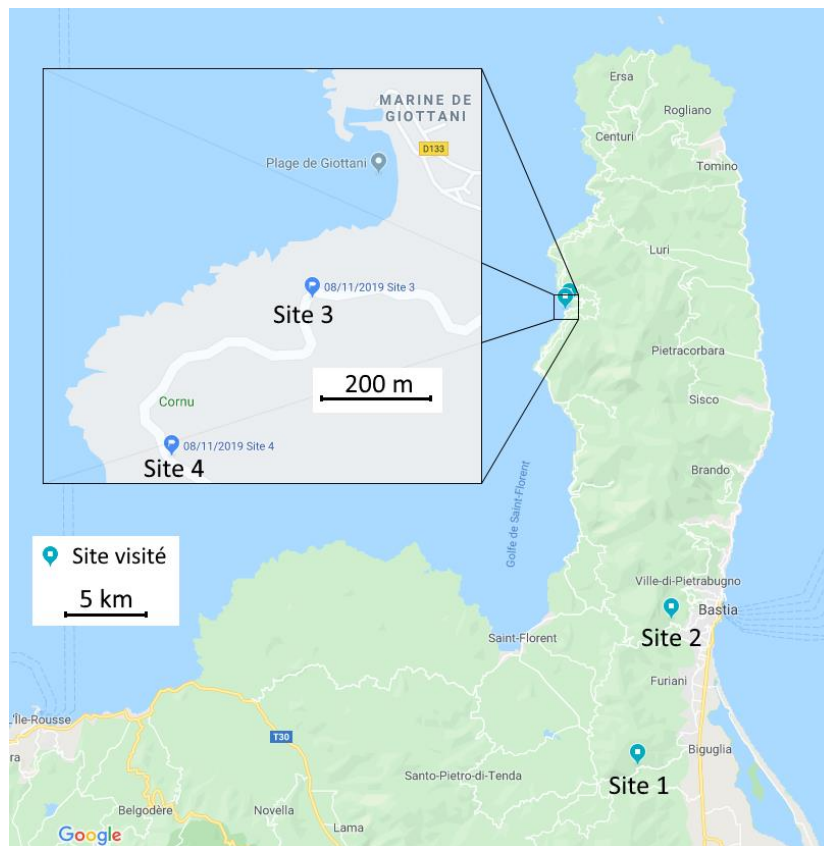 Ersa
Rogliano
MARINE DE
GIOTTANI
Centuri
D133
Plage de Giottani
Tomino
Luri
08/11/2019 Site 3
Site 3
Pietracorbara
200 m
Cornu
Sisco
08/11/2019 Site 4
Site 4
Brando
Golfe de Saint-Florent
Site visité
5 km
Ville-di-Pietrabugno
Bastia
Site 2
Saint-Florent
Furiani
L'Île-Rousse
T30
Biguglia
ra
Santo-Pietro-di-Tenda
Site 1
Belgodère
Novella
Lama
Google